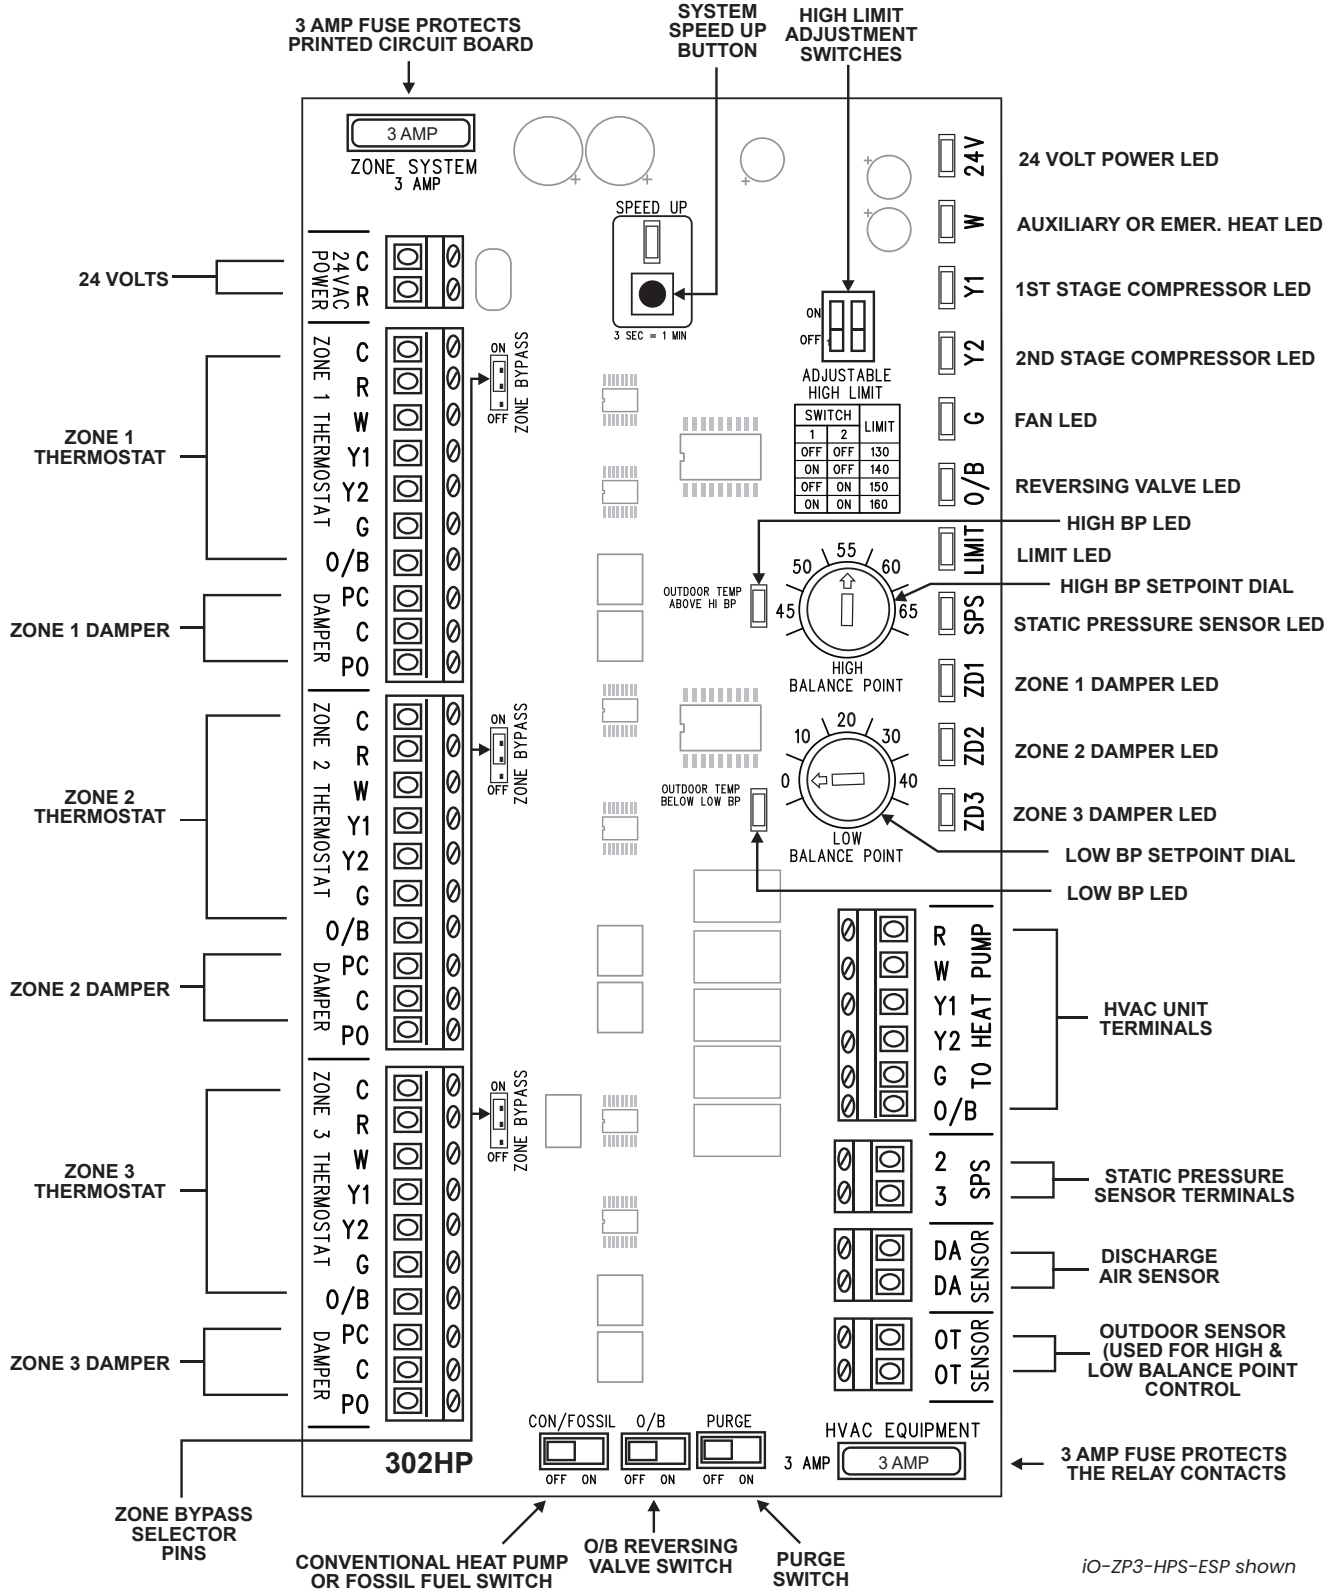 3 AMP FUSE PROTECTS
PRINTED CIRCUIT BOARD
SYSTEM
SPEED UP
BUTTON
HIGH LIMIT
ADJUSTMENT
SWITCHES
3 AMP
ZONE SYSTEM
3 AMP
SPEED UP
3 SEC = 1 MIN
ON
OFF
1
ADJUSTABLE
HIGH LIMIT
SWITCH LIMIT
1 2
OFF OFF 130
ON OFF 140
OFF ON 150
ON ON 160
24V
24 VOLT POWER LED
W
AUXILIARY OR EMER. HEAT LED
Y1
1ST STAGE COMPRESSOR LED
Y2
2ND STAGE COMPRESSOR LED
G
FAN LED
O/B
REVERSING VALVE LED
HIGH BP LED
LIMIT
LIMIT LED
HIGH BP SETPOINT DIAL
SPS
STATIC PRESSURE SENSOR LED
ZD1
ZONE 1 DAMPER LED
ZD2
ZONE 2 DAMPER LED
ZD3
ZONE 3 DAMPER LED
LOW BP SETPOINT DIAL
LOW BP LED
24 VOLTS
24VAC
POWER
C
R
ZONE 1
THERMOSTAT
ZONE 1 THERMOSTAT
C
R
W
Y1
Y2
G
O/B
ZONE 1 DAMPER
DAMPER
PC
C
PO
ON
OFF
ZONE BYPASS
OUTDOOR TEMP
ABOVE HI BP
45
50
55
60
65
HIGH
BALANCE POINT
OUTDOOR TEMP
BELOW LOW BP
0
10
20
30
40
LOW
BALANCE POINT
ZONE 2
THERMOSTAT
ZONE 2 THERMOSTAT
C
R
W
Y1
Y2
G
O/B
ZONE 2 DAMPER
DAMPER
PC
C
PO
ON
OFF
ZONE BYPASS
TO HEAT PUMP
R
W
Y1
Y2
G
O/B
HVAC UNIT
TERMINALS
ZONE 3
THERMOSTAT
ZONE 3 THERMOSTAT
C
R
W
Y1
Y2
G
O/B
ZONE 3 DAMPER
DAMPER
PC
C
PO
ON
OFF
ZONE BYPASS
2
3
SPS
STATIC PRESSURE
SENSOR TERMINALS
DA
DA
SENSOR
DISCHARGE
AIR SENSOR
OT
OT
SENSOR
OUTDOOR SENSOR
(USED FOR HIGH &
LOW BALANCE POINT
CONTROL
302HP
CON/FOSSIL
OFF ON
O/B
OFF ON
PURGE
OFF ON
HVAC EQUIPMENT
3 AMP
3 AMP
3 AMP FUSE PROTECTS
THE RELAY CONTACTS
ZONE BYPASS
SELECTOR
PINS
CONVENTIONAL HEAT PUMP
OR FOSSIL FUEL SWITCH
O/B REVERSING
VALVE SWITCH
PURGE
SWITCH
iO-ZP3-HPS-ESP shown